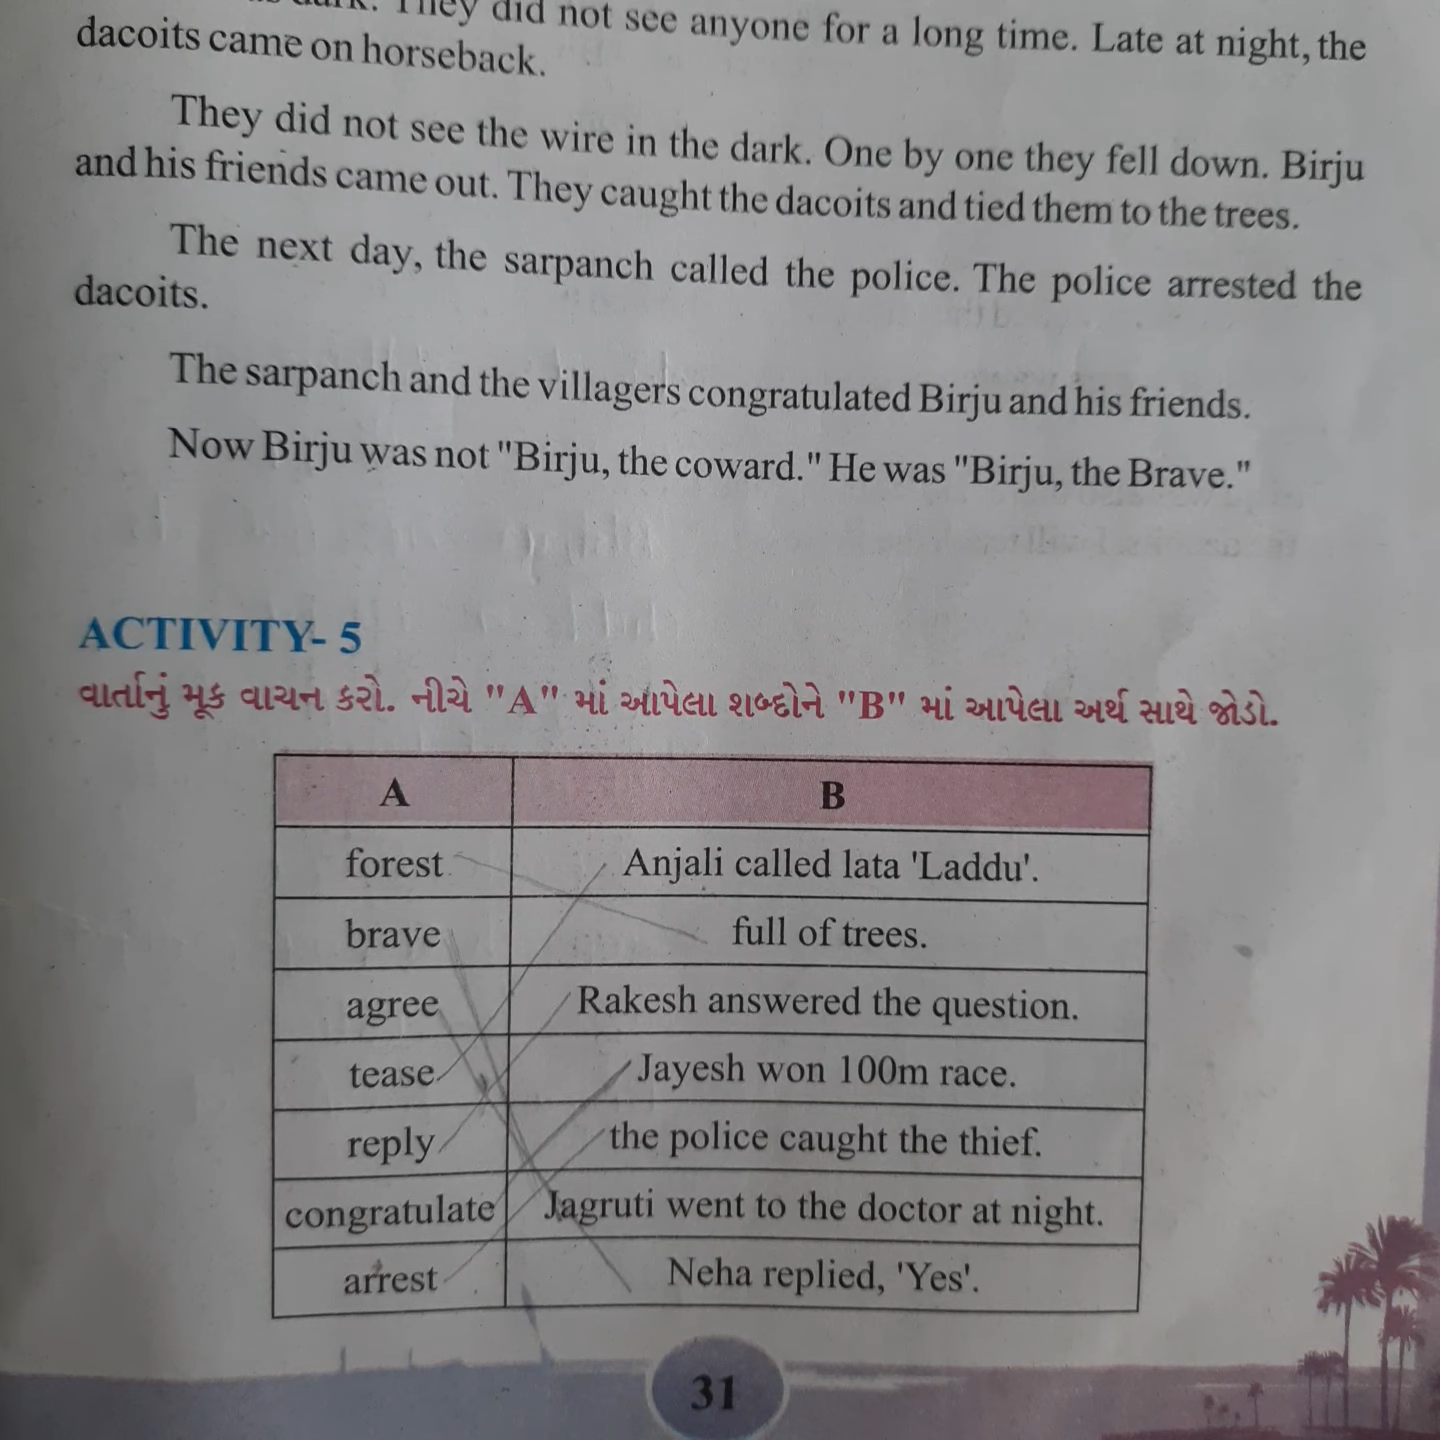 They did not see anyone for a long time. Late at night, the
dacoits came on horseback.
They did not see the wire in the dark. One by one they fell down. Birju
and his friends came out. They caught the dacoits and tied them to the trees.
The next day, the sarpanch called the police. The police arrested the
dacoits.
The sarpanch and the villagers congratulated Birju and his friends.
Now Birju was not "Birju, the coward." He was "Birju, the Brave."
ACTIVITY- 5
વાર્તાનું મૂક વાચન કરો. નીચે "A" માં આપેલા શબ્દોને "B" માં આપેલા અર્થ સાથે જોડો.
A B
forest Anjali called lata 'Laddu'.
brave full of trees.
agree Rakesh answered the question.
tease Jayesh won 100m race.
reply the police caught the thief.
congratulate Jagruti went to the doctor at night.
arrest Neha replied, 'Yes'.
31